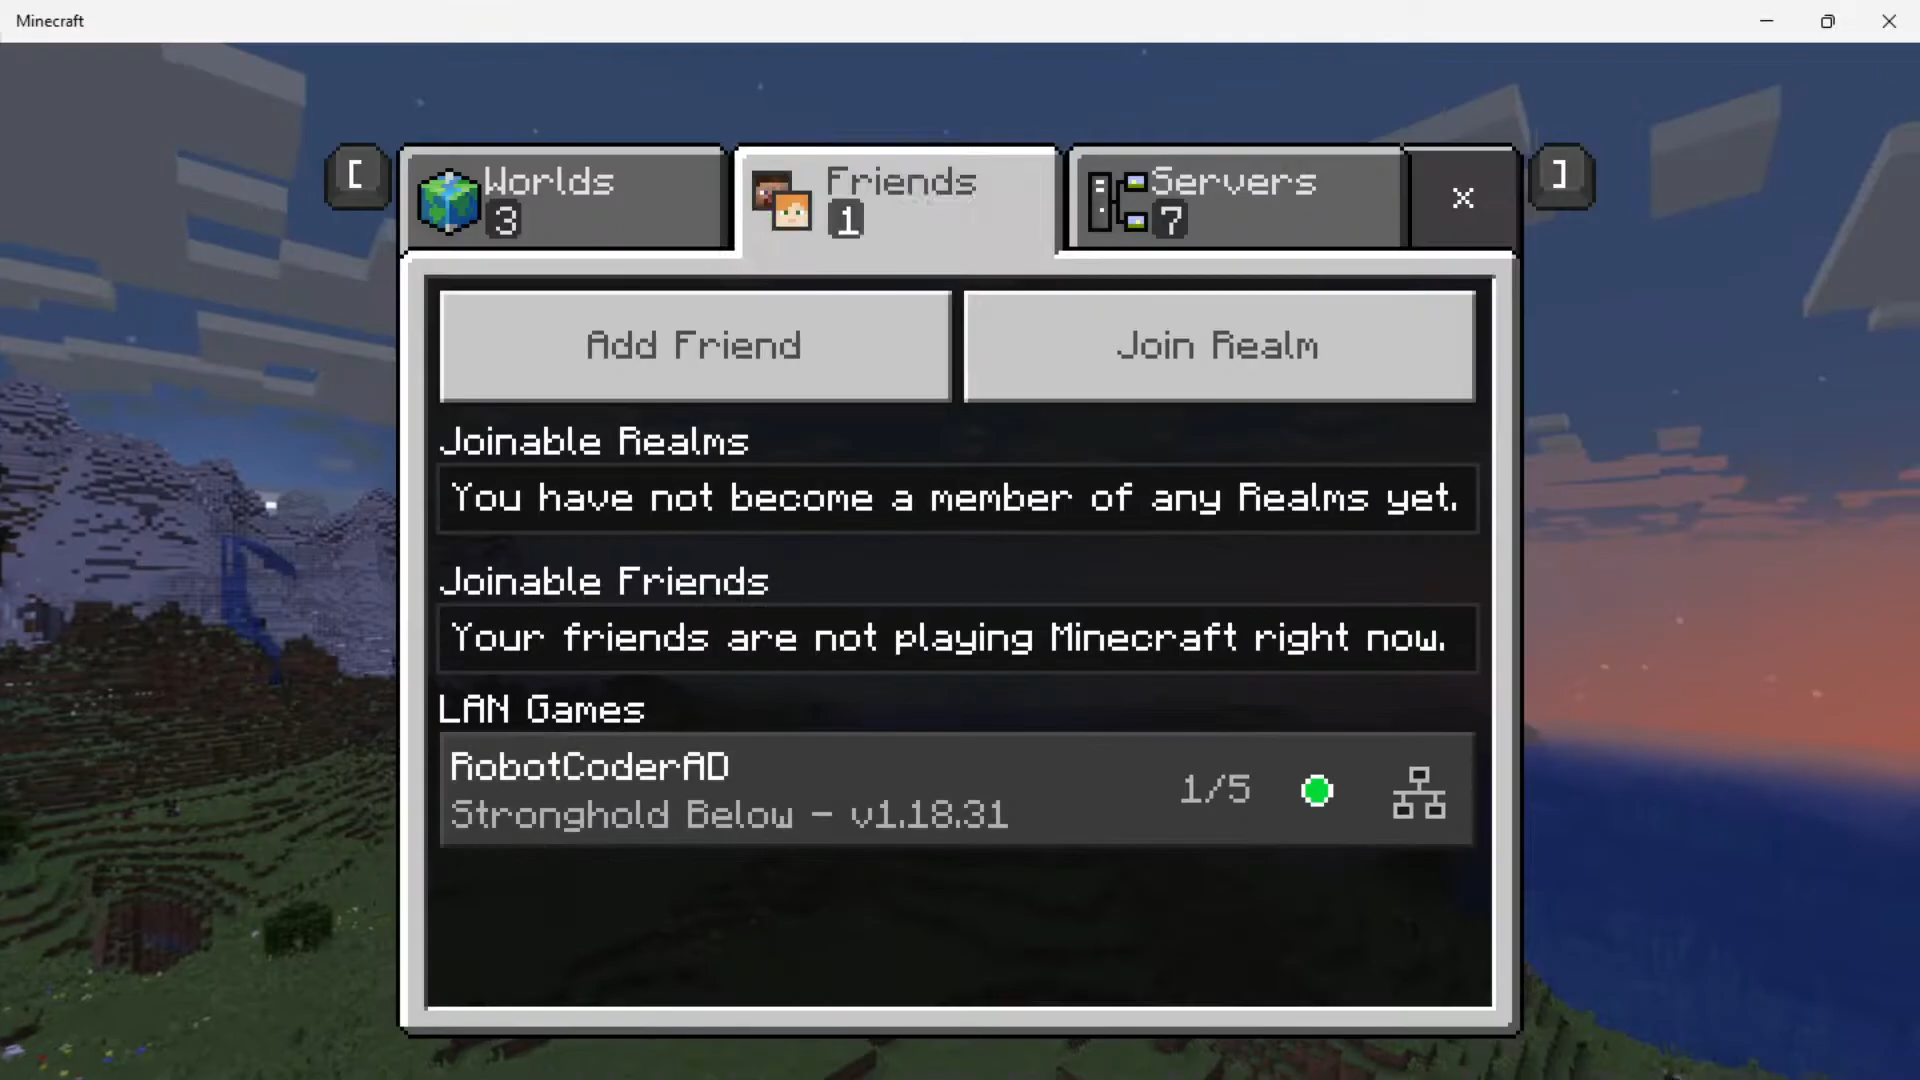 Minecraft
[
Worlds
3
Friends
1
Servers
7
x
]
Add Friend
Join Realm
Joinable Realms
You have not become a member of any Realms yet.
Joinable Friends
Your friends are not playing Minecraft right now.
LAN Games
RobotCoderAD
Stronghold Below - v1.18.31
1/5